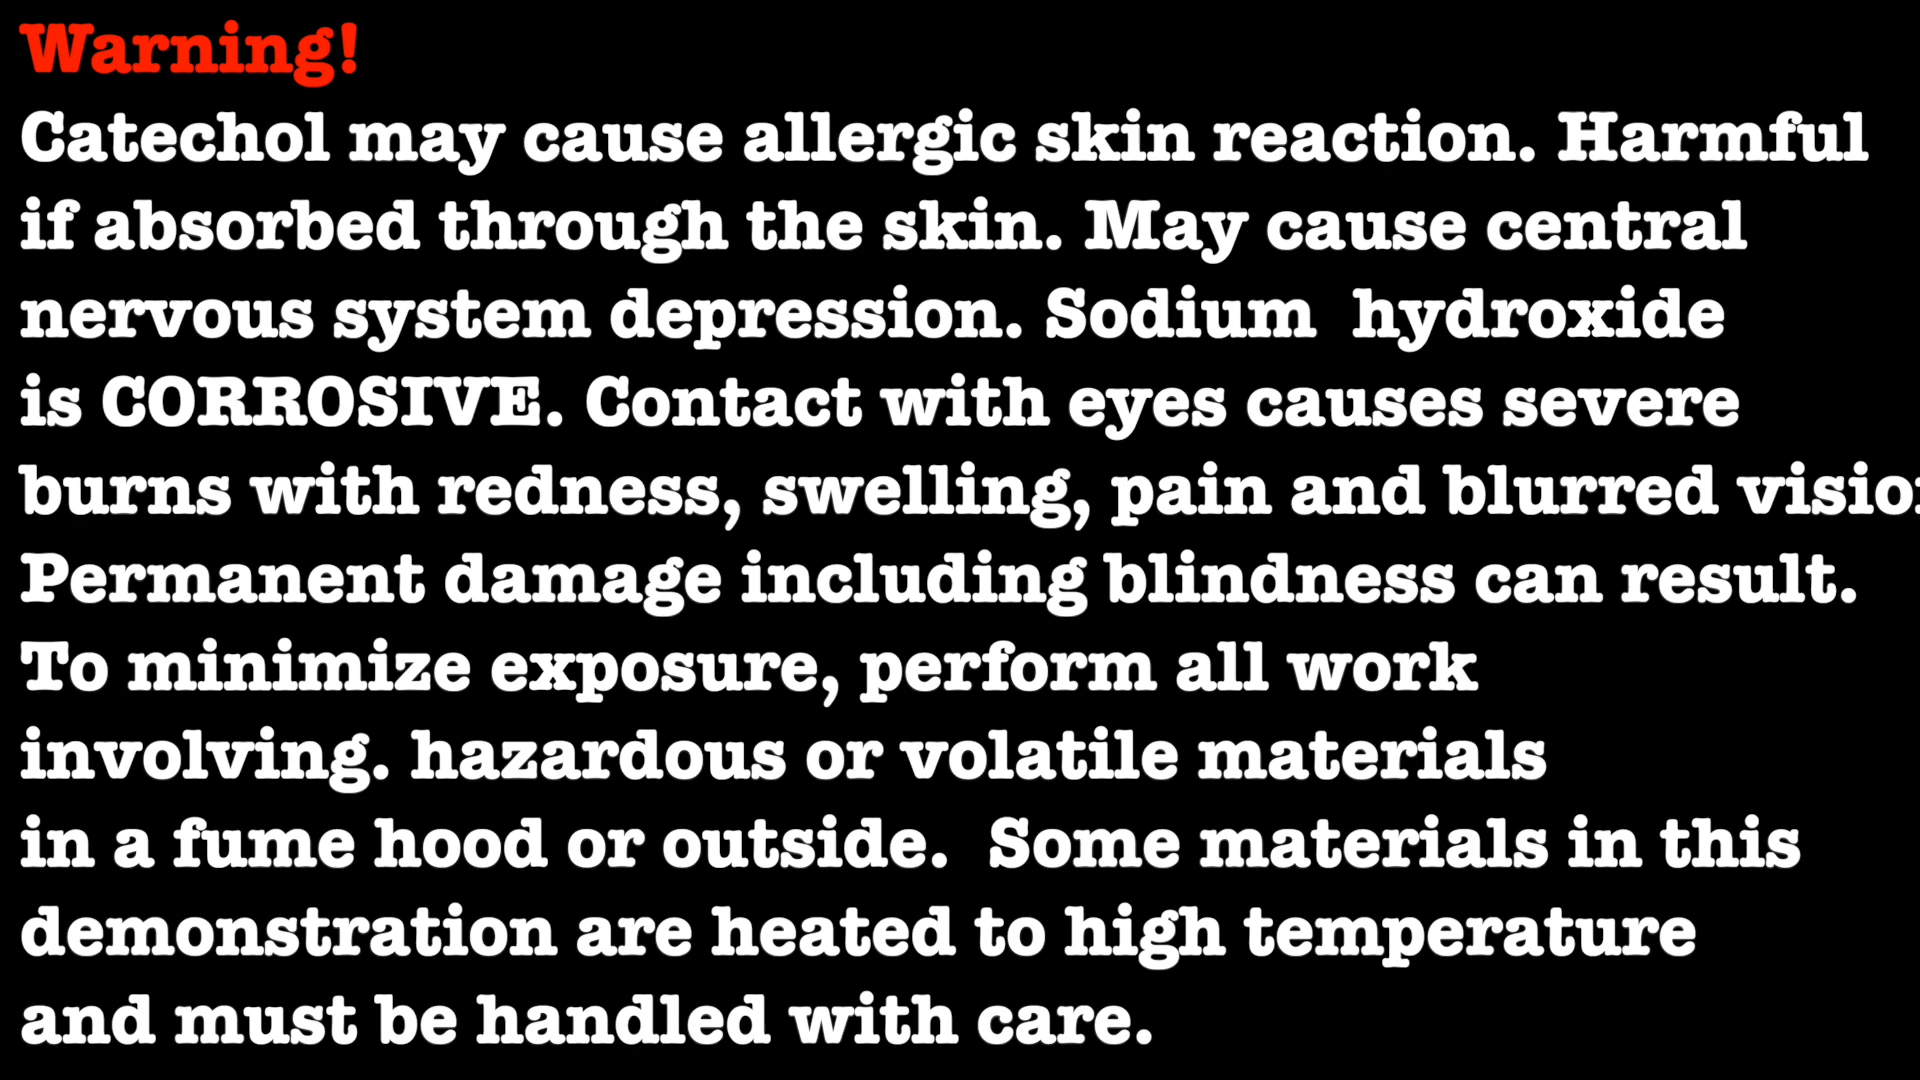 Warning!
Catechol may cause allergic skin reaction. Harmful
if absorbed through the skin. May cause central
nervous system depression. Sodium  hydroxide
is CORROSIVE. Contact with eyes causes severe
burns with redness, swelling, pain and blurred
Permanent damage including blindness can result.
To minimize exposure, perform all work
involving. hazardous or volatile materials
in a fume hood or outside.  Some materials in this
demonstration are heated to high temperature
and must be handled with care.